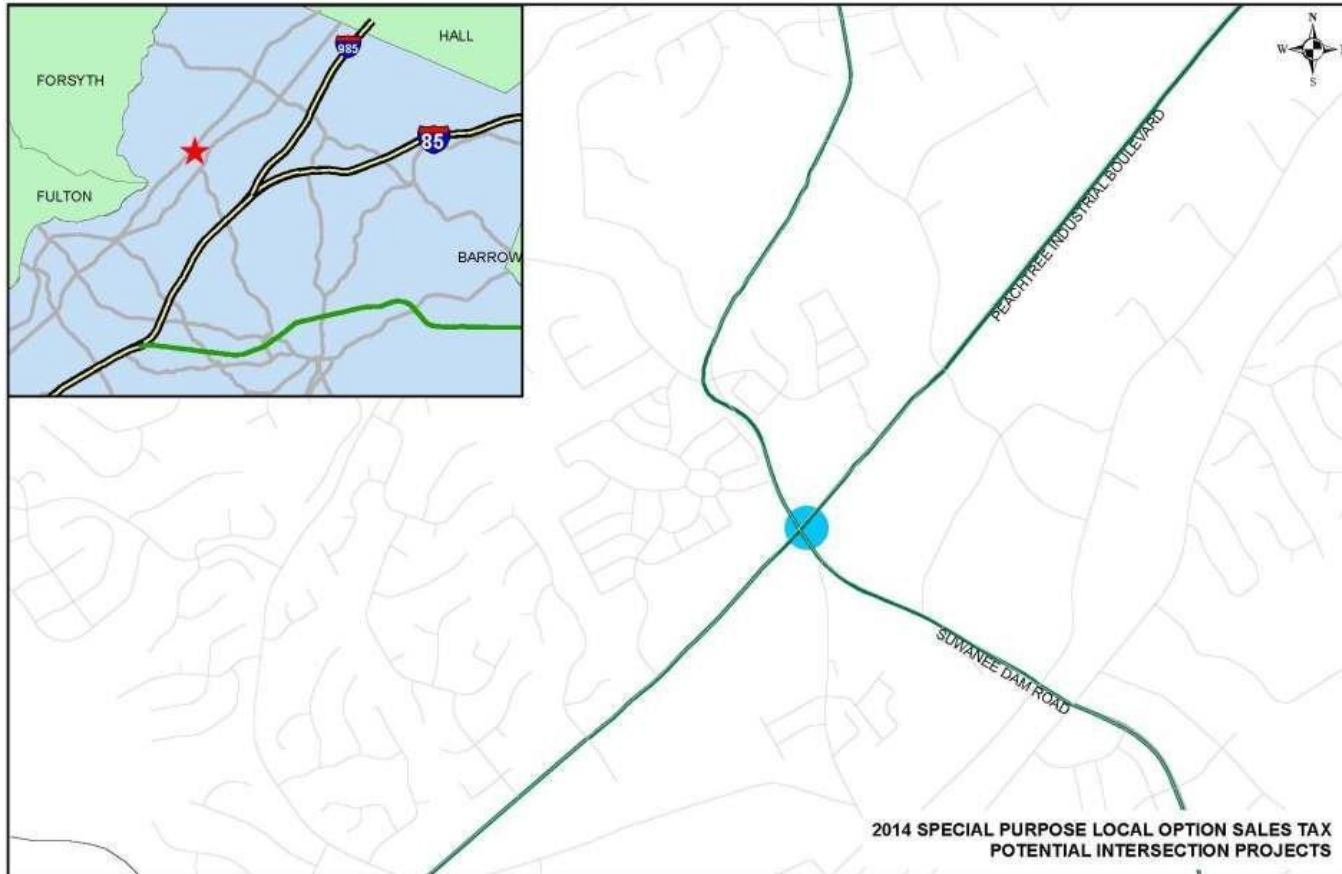 HALL
985
FORSYTH
85
FULTON
BARROW
N
W
S
PEACHTREE INDUSTRIAL BOULEVARD
SUWANEE DAM ROAD
2014 SPECIAL PURPOSE LOCAL OPTION SALES TAX
POTENTIAL INTERSECTION PROJECTS